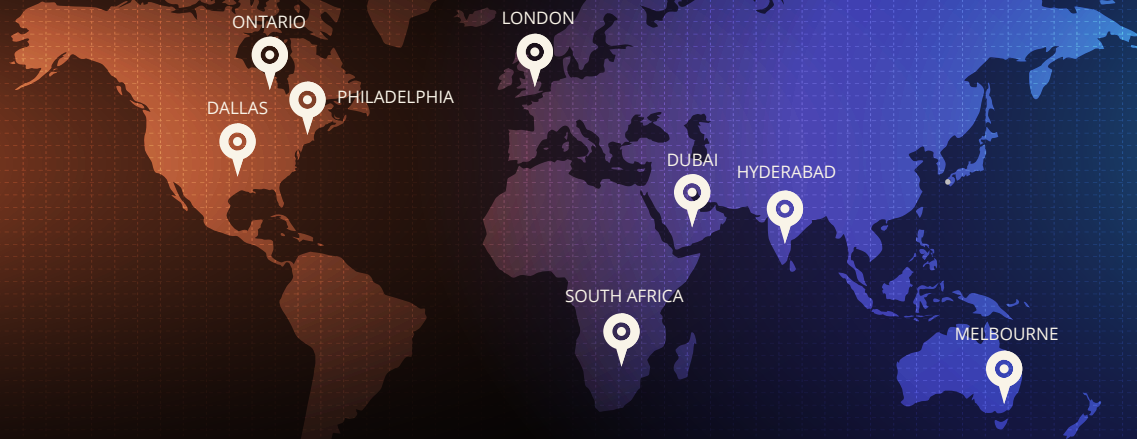 LONDON
ONTARIO
PHILADELPHIA
DALLAS
DUBAI
HYDERABAD
SOUTH AFRICA
MELBOURNE